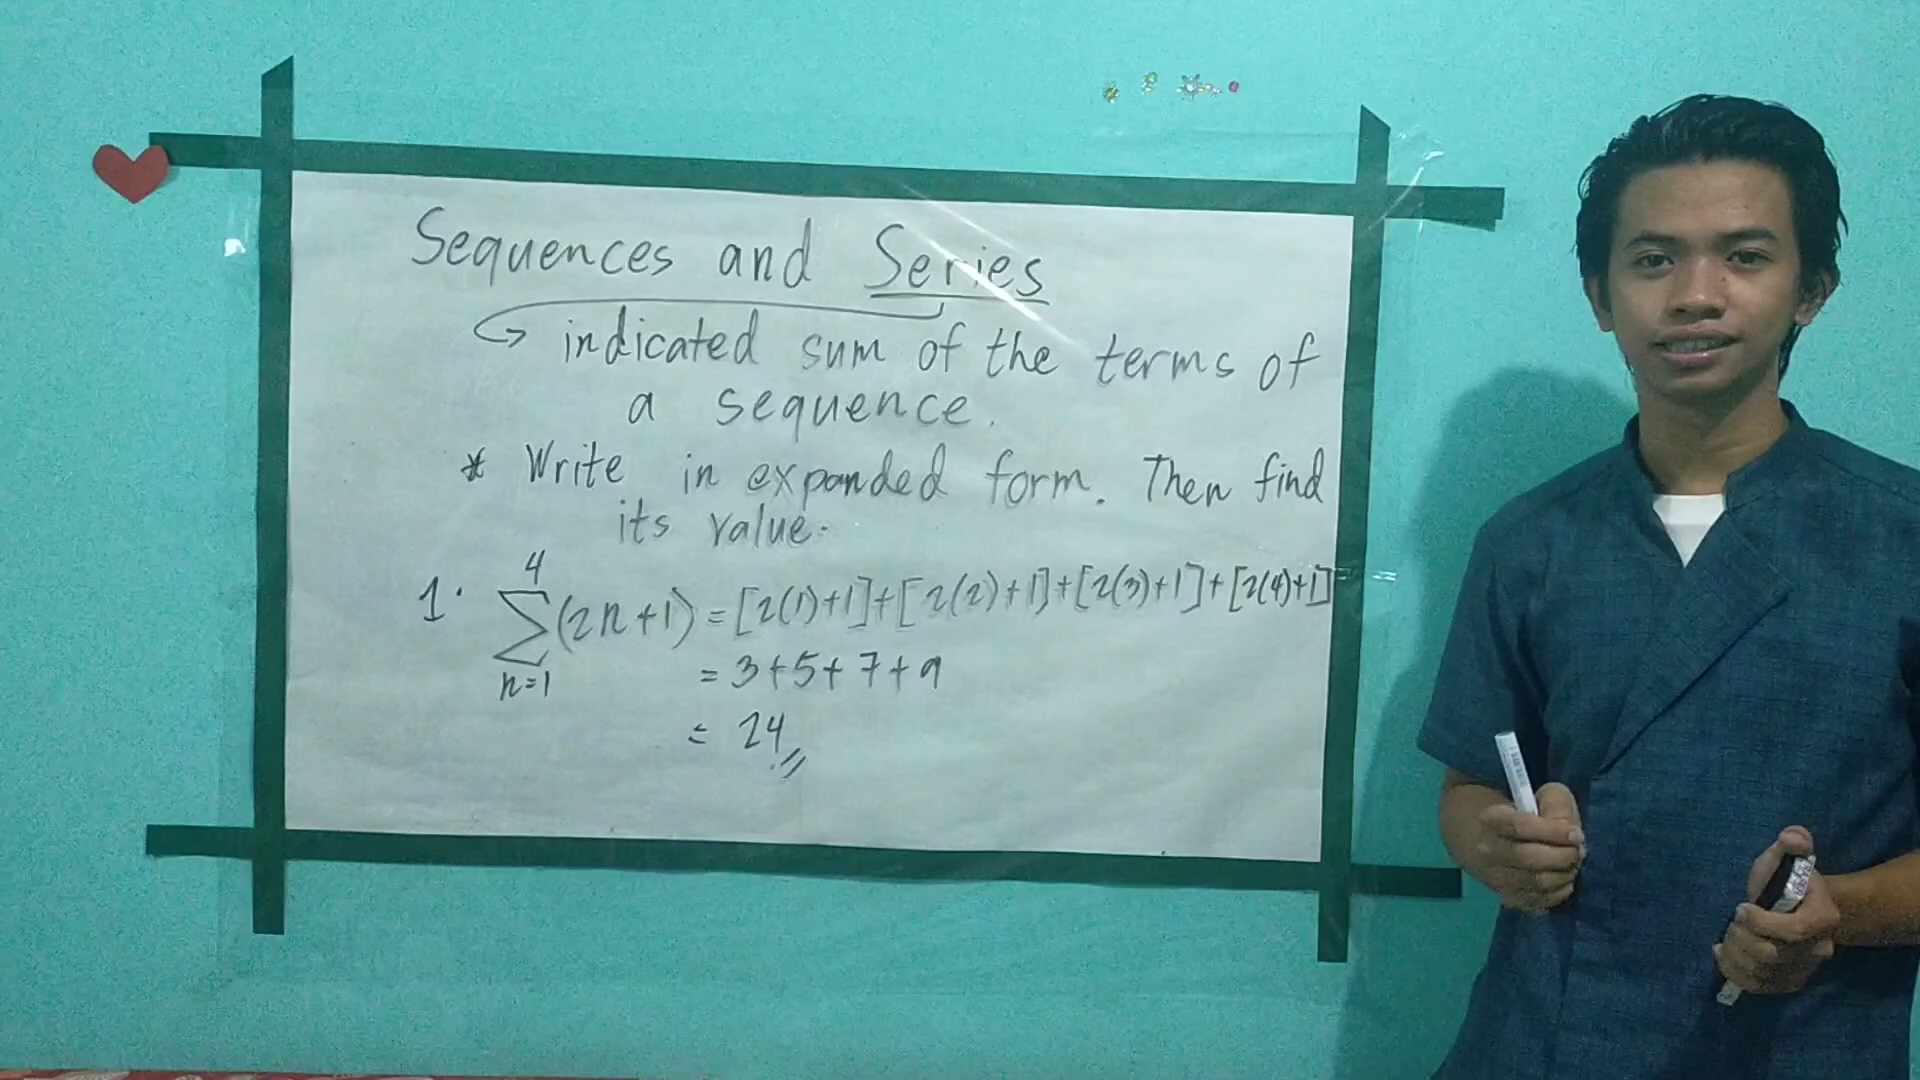 Sequences and Series
indicated sum of the terms of
a sequence.
* Write in expanded form. Then find
its value.
4
1. ∑(2n+1) = [2(1)+1]+[2(2)+1]+[2(3)+1]+[2(4)+1]
n=1
= 3+5+7+9
= 24